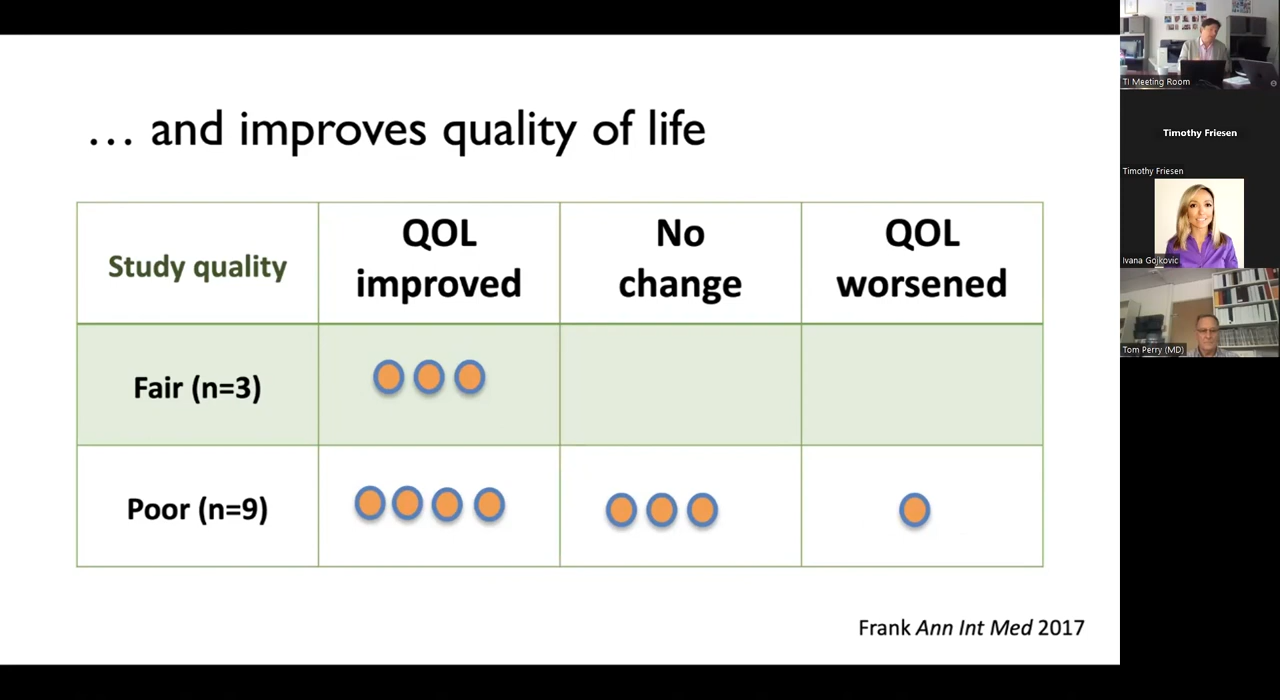 … and improves quality of life
Study quality
QOL
improved
No
change
QOL
worsened
Fair (n=3)
Poor (n=9)
Frank Ann Int Med 2017
TI Meeting Room
Timothy Friesen
Timothy Friesen
Ivana Gojkovic
Tom Perry (MD)